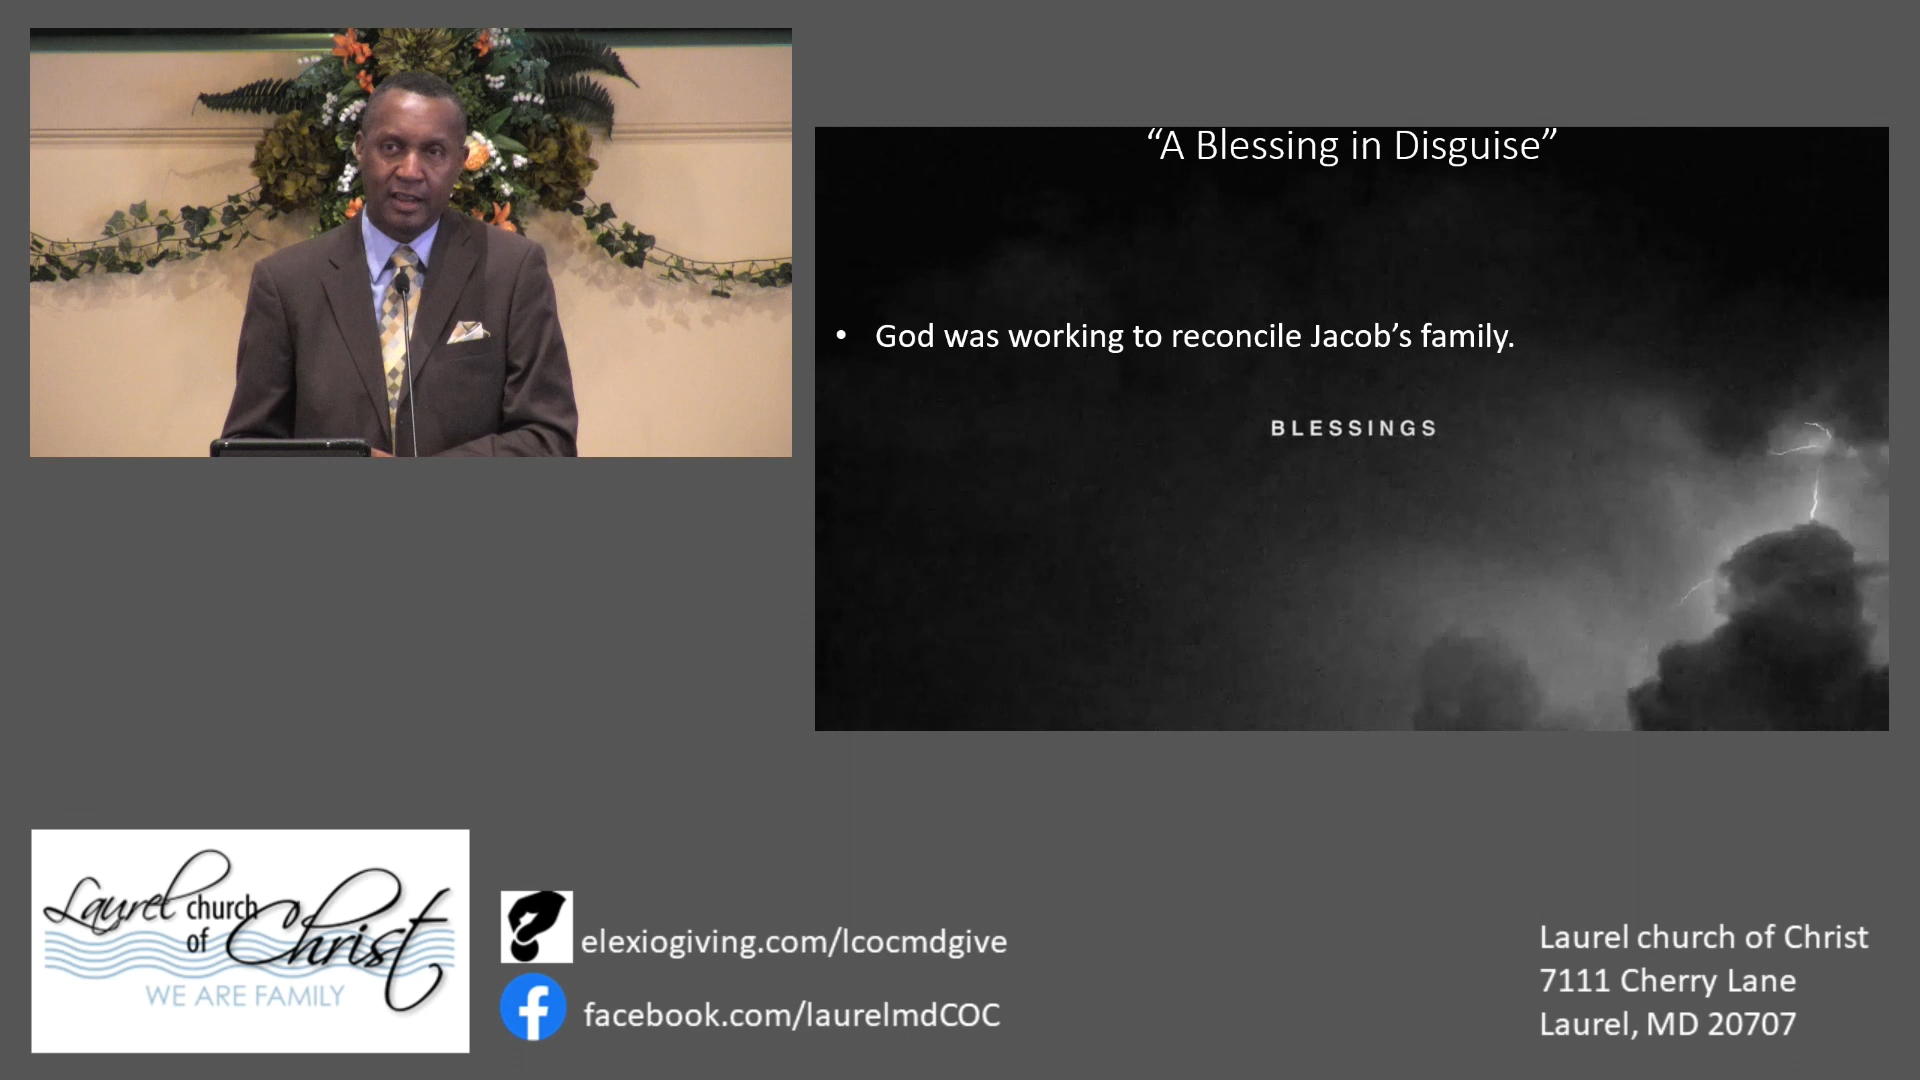 “A Blessing in Disguise”
• God was working to reconcile Jacob’s family.
BLESSINGS
Laurel church of Christ
WE ARE FAMILY
elexiogiving.com/lcocmdgive
facebook.com/laurelmdCOC
Laurel church of Christ
7111 Cherry Lane
Laurel, MD 20707